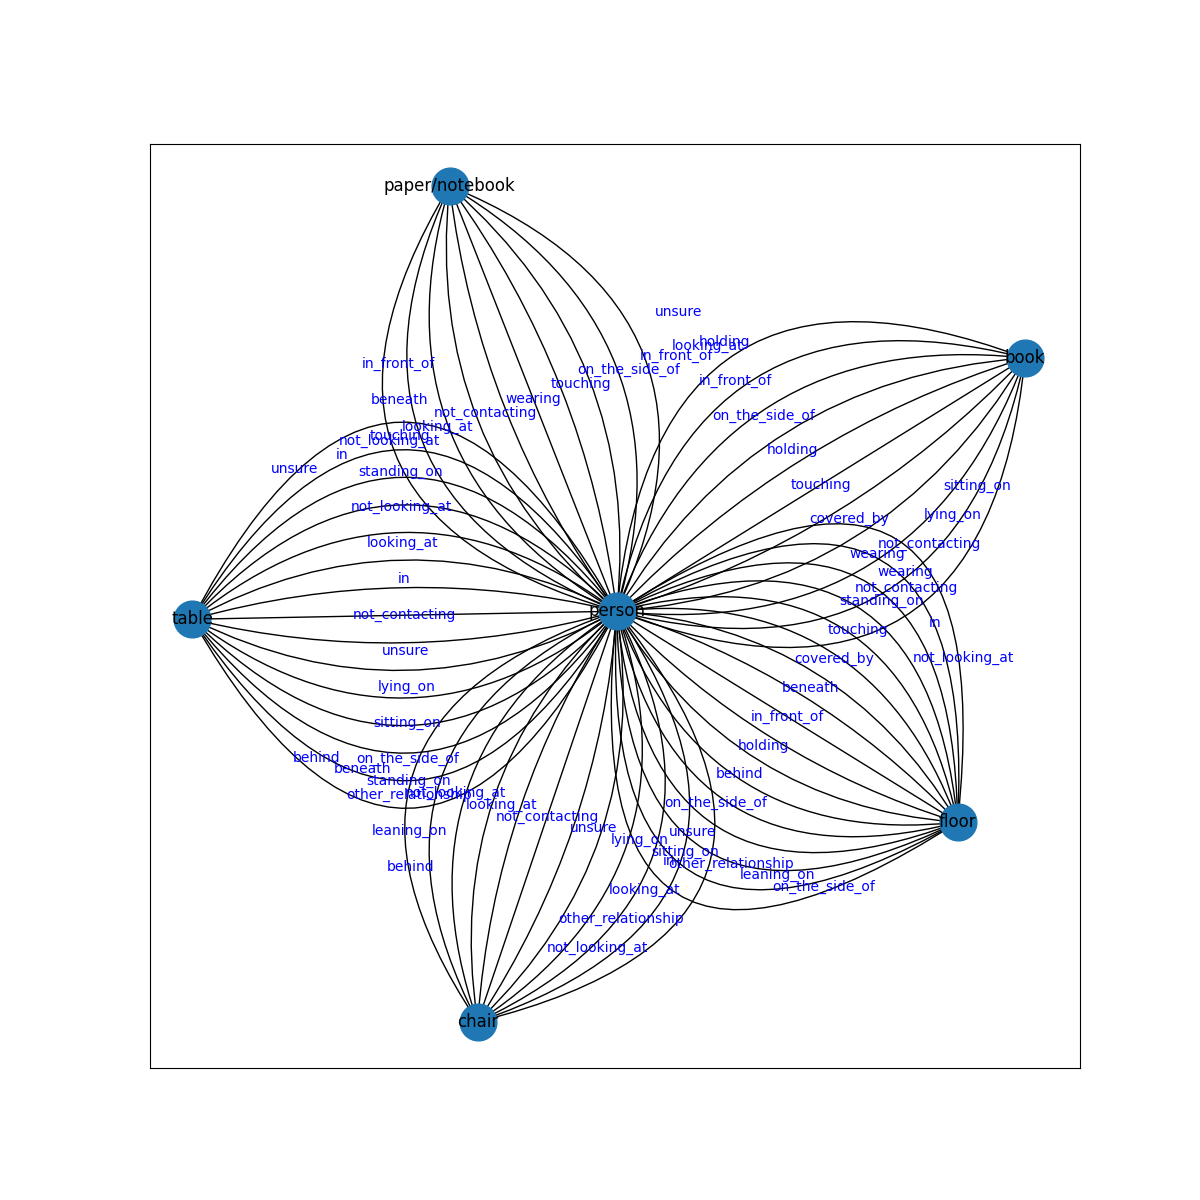 paper/notebook
unsure
holding
looking_at
in_front_of
book
in_front_of
on_the_side_of
in_front_of
touching
beneath
wearing
not_contacting
on_the_side_of
looking_at
touching
not_looking_at
holding
in
unsure
standing_on
touching
sitting_on
not_looking_at
lying_on
covered_by
looking_at
not_contacting
wearing
wearing
in
not_contacting
standing_on
person
not_contacting
table
in
touching
unsure
not_looking_at
covered_by
lying_on
beneath
in_front_of
sitting_on
holding
behind
on_the_side_of
beneath
behind
standing_on
not_looking_at
other_relationship
looking_at
on_the_side_of
not_contacting
floor
leaning_on
unsure
unsure
lying_on
sitting_on
in
other_relationship
behind
leaning_on
on_the_side_of
looking_at
other_relationship
not_looking_at
chair